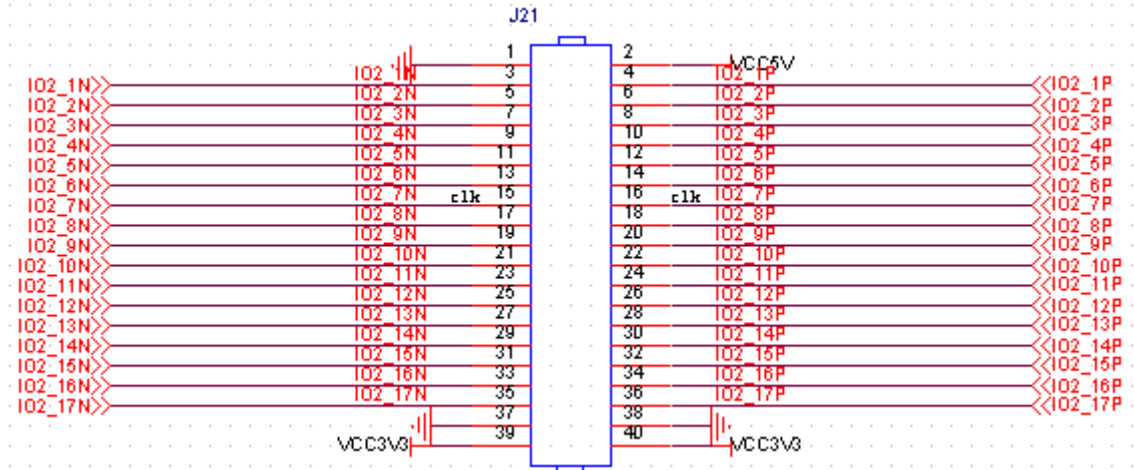 J21
1 2 VCC5V
IO2_1N IO2_1N 3 4 IO2_1P IO2_1P
IO2_2N IO2_2N 5 6 IO2_2P IO2_2P
IO2_3N IO2_3N 7 8 IO2_3P IO2_3P
IO2_4N IO2_4N 9 10 IO2_4P IO2_4P
IO2_5N IO2_5N 11 12 IO2_5P IO2_5P
IO2_6N IO2_6N 13 14 IO2_6P IO2_6P
IO2_7N IO2_7N clk 15 16 clk IO2_7P IO2_7P
IO2_8N IO2_8N 17 18 IO2_8P IO2_8P
IO2_9N IO2_9N 19 20 IO2_9P IO2_9P
IO2_10N IO2_10N 21 22 IO2_10P IO2_10P
IO2_11N IO2_11N 23 24 IO2_11P IO2_11P
IO2_12N IO2_12N 25 26 IO2_12P IO2_12P
IO2_13N IO2_13N 27 28 IO2_13P IO2_13P
IO2_14N IO2_14N 29 30 IO2_14P IO2_14P
IO2_15N IO2_15N 31 32 IO2_15P IO2_15P
IO2_16N IO2_16N 33 34 IO2_16P IO2_16P
IO2_17N IO2_17N 35 36 IO2_17P IO2_17P
37 38
VCC3V3 39 40 VCC3V3